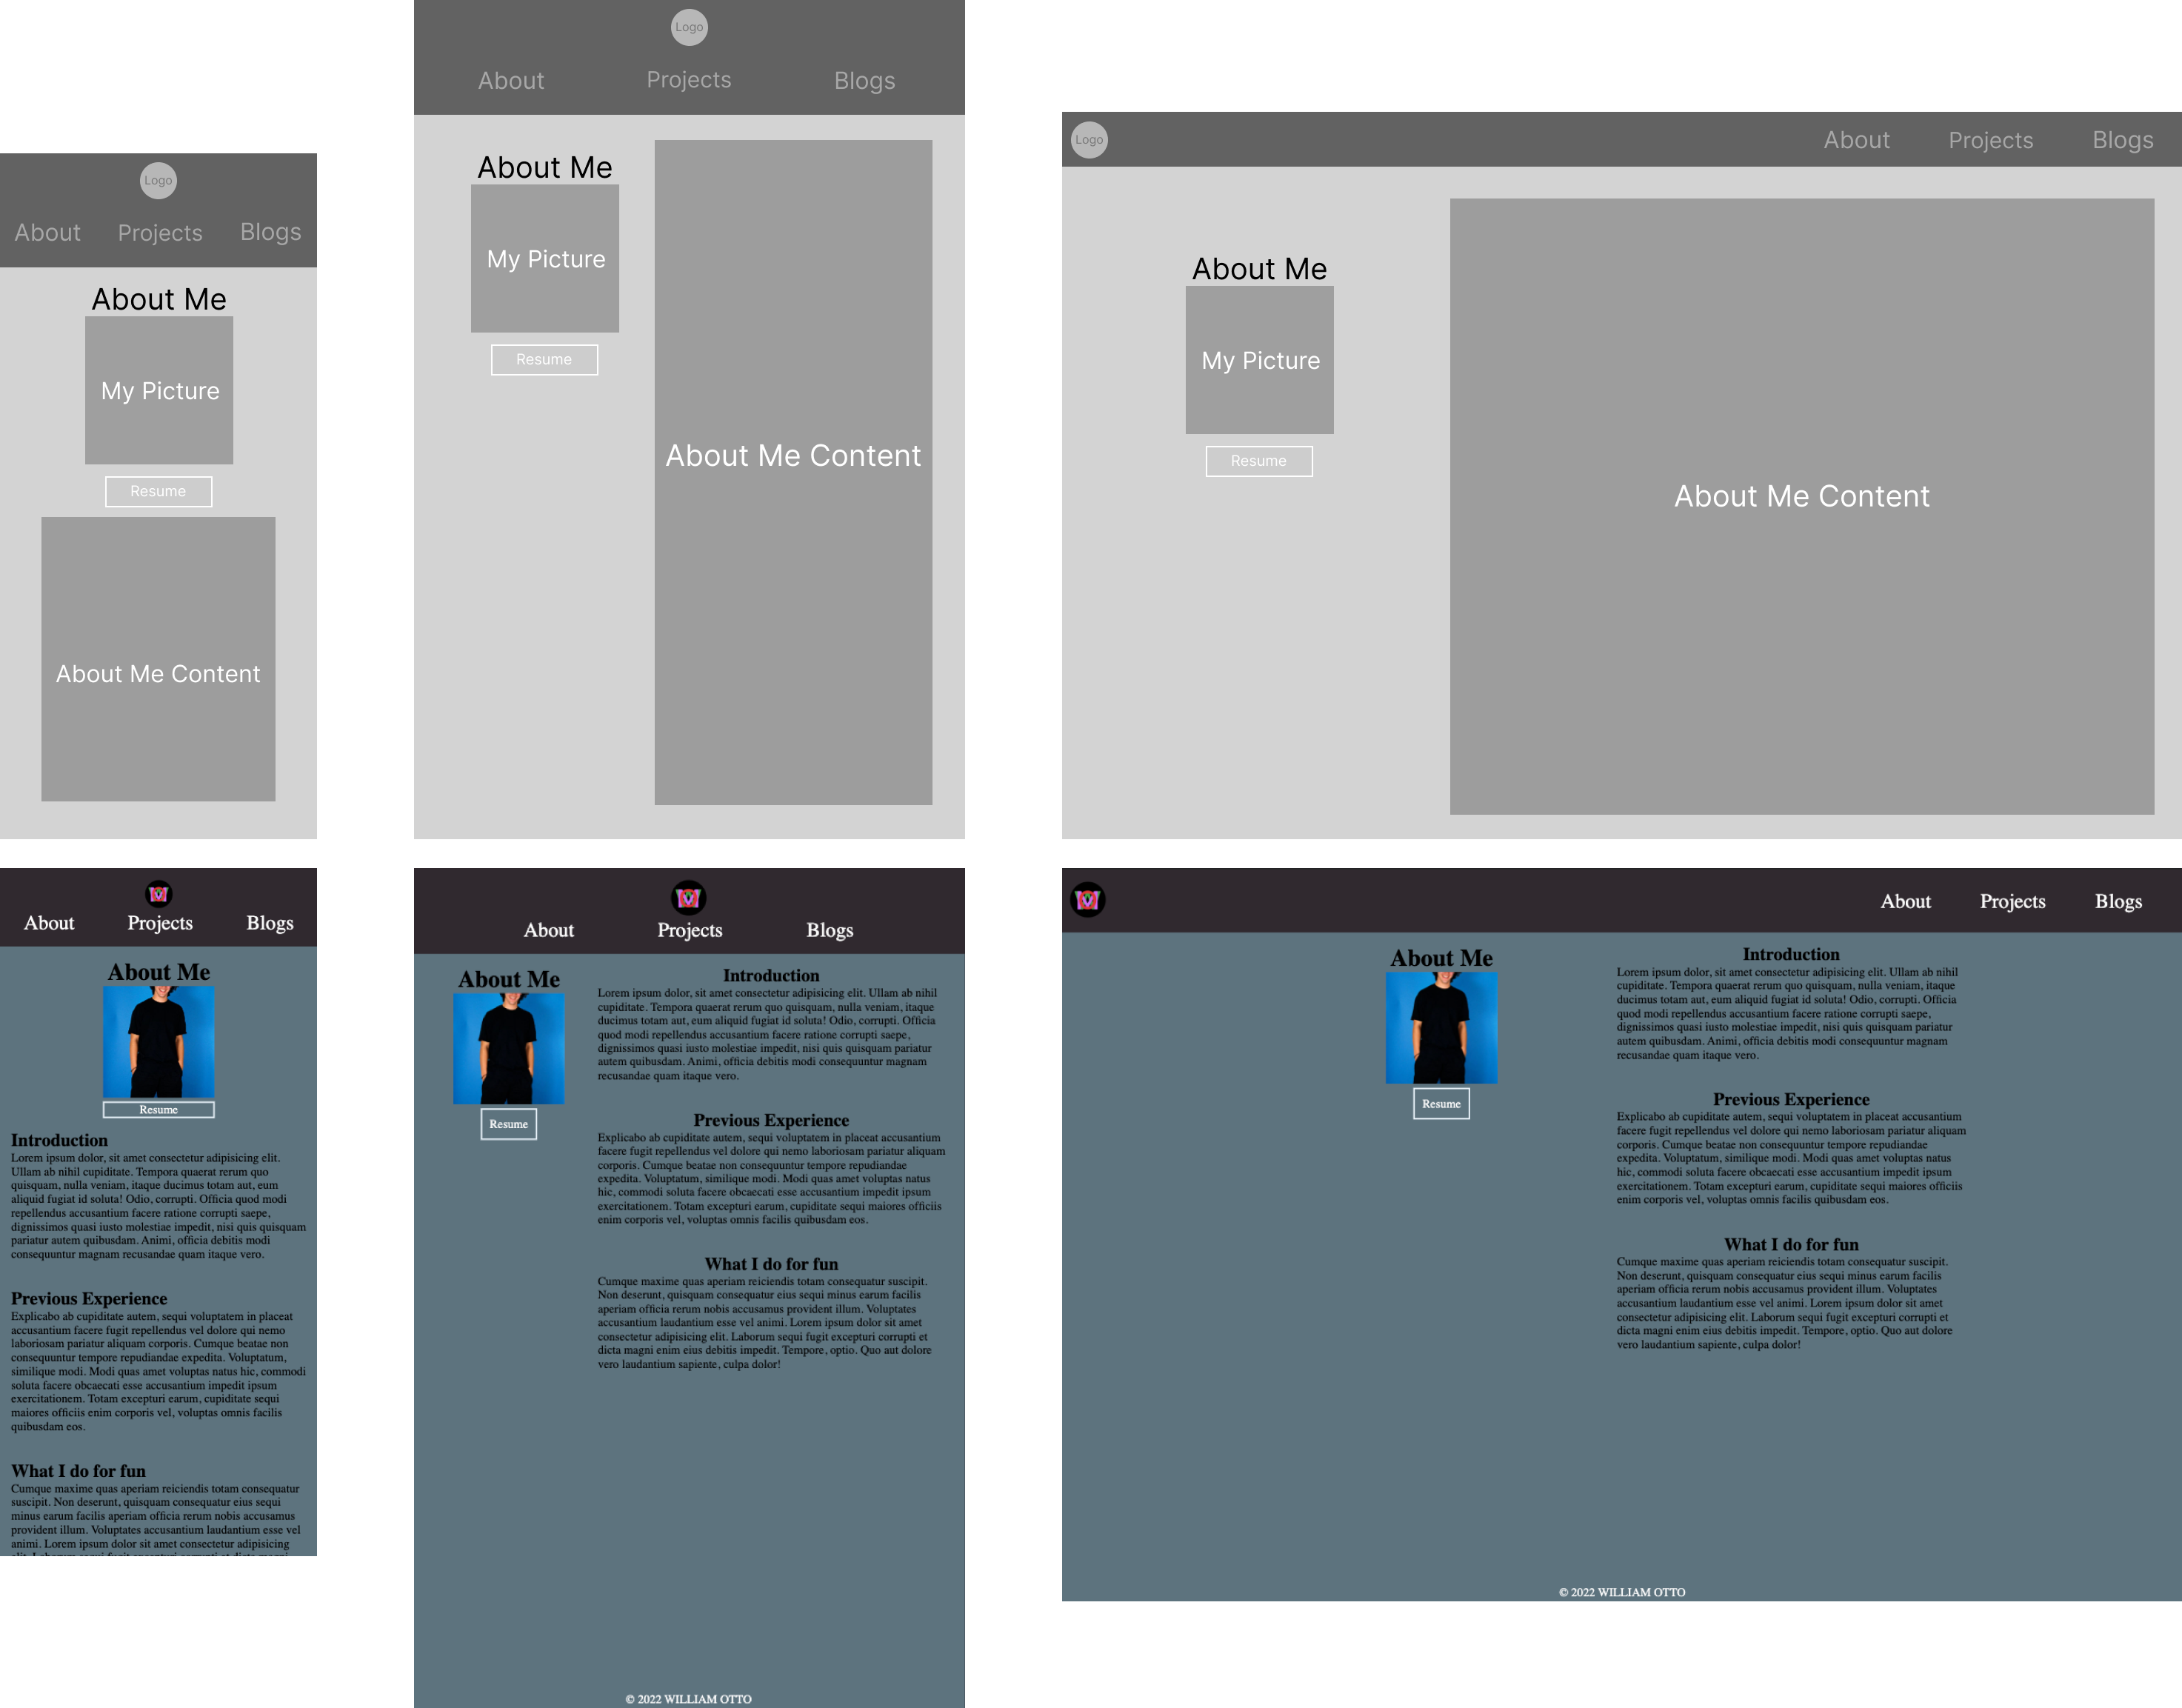 Logo
About Projects Blogs
About Me
My Picture
Resume
About Me Content
Logo
About Projects Blogs
About Me
My Picture
Resume
About Me Content
Logo
About Projects Blogs
About Me
My Picture
Resume
About Me Content
About Projects Blogs
About Me
Resume
Introduction
Lorem ipsum dolor, sit amet consectetur adipisicing elit.
Ullam ab nihil cupiditate. Tempora quaerat rerum quo
quisquam, nulla veniam, itaque ducimus totam aut, eum
aliquid fugiat id soluta! Odio, corrupti. Officia quod modi
repellendus accusantium facere ratione corrupti saepe,
dignissimos quasi iusto molestiae impedit, nisi quis quisquam
pariatur autem quibusdam. Animi, officia debitis modi
consequuntur magnam recusandae quam itaque vero.
Previous Experience
Explicabo ab cupiditate autem, sequi voluptatem in placeat
accusantium facere fugit repellendus vel dolore qui nemo
laboriosam pariatur aliquam corporis. Cumque beatae non
consequuntur tempore repudiandae expedita. Voluptatum,
similique modi. Modi quas amet voluptas natus hic, commodi
soluta facere obcaecati esse accusantium impedit ipsum
exercitationem. Totam excepturi earum, cupiditate sequi
maiores officiis enim corporis vel, voluptas omnis facilis
quibusdam eos.
What I do for fun
Cumque maxime quas aperiam reiciendis totam consequatur
suscipit. Non deserunt, quisquam consequatur eius sequi
minus earum facilis aperiam officia rerum nobis accusamus
provident illum. Voluptates accusantium laudantium esse vel
animi. Lorem ipsum dolor sit amet consectetur adipisicing
About Projects Blogs
About Me
Resume
Introduction
Lorem ipsum dolor, sit amet consectetur adipisicing elit. Ullam ab nihil
cupiditate. Tempora quaerat rerum quo quisquam, nulla veniam, itaque
ducimus totam aut, eum aliquid fugiat id soluta! Odio, corrupti. Officia
quod modi repellendus accusantium facere ratione corrupti saepe,
dignissimos quasi iusto molestiae impedit, nisi quis quisquam pariatur
autem quibusdam. Animi, officia debitis modi consequuntur magnam
recusandae quam itaque vero.
Previous Experience
Explicabo ab cupiditate autem, sequi voluptatem in placeat accusantium
facere fugit repellendus vel dolore qui nemo laboriosam pariatur aliquam
corporis. Cumque beatae non consequuntur tempore repudiandae
expedita. Voluptatum, similique modi. Modi quas amet voluptas natus
hic, commodi soluta facere obcaecati esse accusantium impedit ipsum
exercitationem. Totam excepturi earum, cupiditate sequi maiores officiis
enim corporis vel, voluptas omnis facilis quibusdam eos.
What I do for fun
Cumque maxime quas aperiam reiciendis totam consequatur suscipit.
Non deserunt, quisquam consequatur eius sequi minus earum facilis
aperiam officia rerum nobis accusamus provident illum. Voluptates
accusantium laudantium esse vel animi. Lorem ipsum dolor sit amet
consectetur adipisicing elit. Laborum sequi fugit excepturi corrupti et
dicta magni enim eius debitis impedit. Tempore, optio. Quo aut dolore
vero laudantium sapiente, culpa dolor!
© 2022 WILLIAM OTTO
About Projects Blogs
About Me
Resume
Introduction
Lorem ipsum dolor, sit amet consectetur adipisicing elit. Ullam ab nihil
cupiditate. Tempora quaerat rerum quo quisquam, nulla veniam, itaque
ducimus totam aut, eum aliquid fugiat id soluta! Odio, corrupti. Officia
quod modi repellendus accusantium facere ratione corrupti saepe,
dignissimos quasi iusto molestiae impedit, nisi quis quisquam pariatur
autem quibusdam. Animi, officia debitis modi consequuntur magnam
recusandae quam itaque vero.
Previous Experience
Explicabo ab cupiditate autem, sequi voluptatem in placeat accusantium
facere fugit repellendus vel dolore qui nemo laboriosam pariatur aliquam
corporis. Cumque beatae non consequuntur tempore repudiandae
expedita. Voluptatum, similique modi. Modi quas amet voluptas natus
hic, commodi soluta facere obcaecati esse accusantium impedit ipsum
exercitationem. Totam excepturi earum, cupiditate sequi maiores officiis
enim corporis vel, voluptas omnis facilis quibusdam eos.
What I do for fun
Cumque maxime quas aperiam reiciendis totam consequatur suscipit.
Non deserunt, quisquam consequatur eius sequi minus earum facilis
aperiam officia rerum nobis accusamus provident illum. Voluptates
accusantium laudantium esse vel animi. Lorem ipsum dolor sit amet
consectetur adipisicing elit. Laborum sequi fugit excepturi corrupti et
dicta magni enim eius debitis impedit. Tempore, optio. Quo aut dolore
vero laudantium sapiente, culpa dolor!
© 2022 WILLIAM OTTO